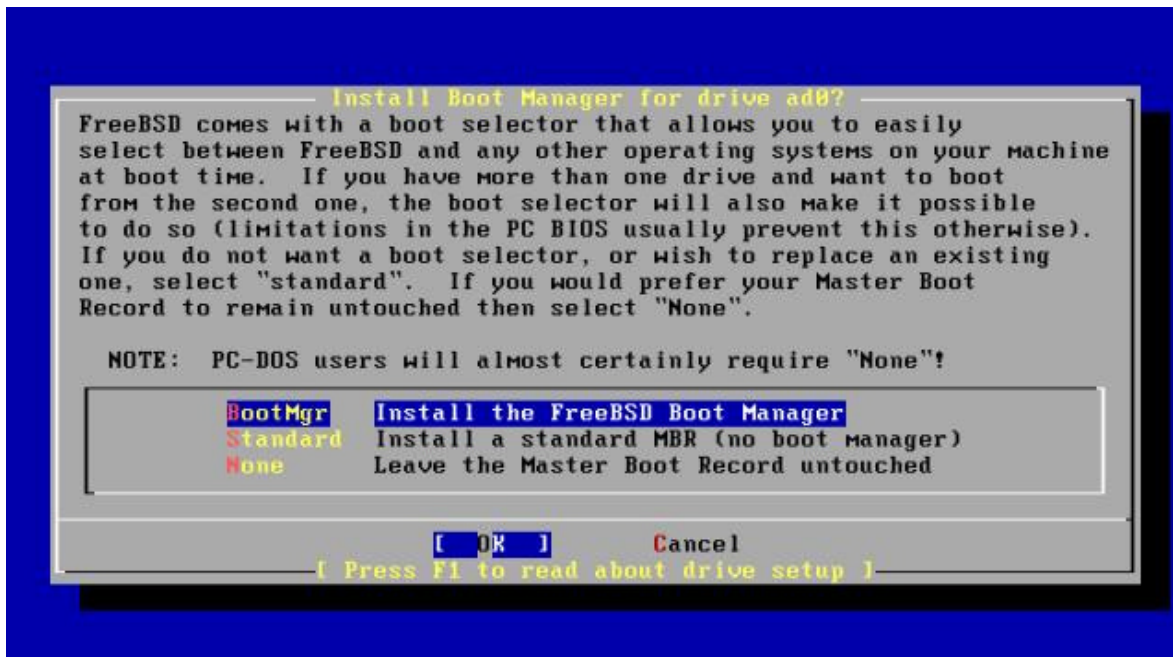 Install Boot Manager for drive ad0?
FreeBSD comes with a boot selector that allows you to easily
select between FreeBSD and any other operating systems on your machine
at boot time.  If you have more than one drive and want to boot
from the second one, the boot selector will also make it possible
to do so (limitations in the PC BIOS usually prevent this otherwise).
If you do not want a boot selector, or wish to replace an existing
one, select "standard".  If you would prefer your Master Boot
Record to remain untouched then select "None".
NOTE:  PC-DOS users will almost certainly require "None"!
BootMgr   Install the FreeBSD Boot Manager
Standard  Install a standard MBR (no boot manager)
None      Leave the Master Boot Record untouched
[  OK  ]       Cancel
[ Press F1 to read about drive setup ]